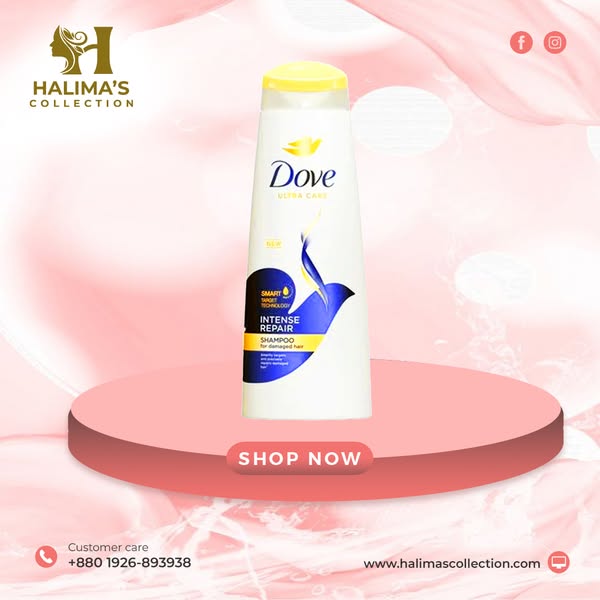 H
HALIMA'S
COLLECTION
Dove
ULTRA CARE
NEW
SMART
TARGET
TECHNOLOGY
INTENSE
REPAIR
SHAMPOO
for damaged hair
SHOP NOW
Customer care
+880 1926-893938
www.halimascollection.com